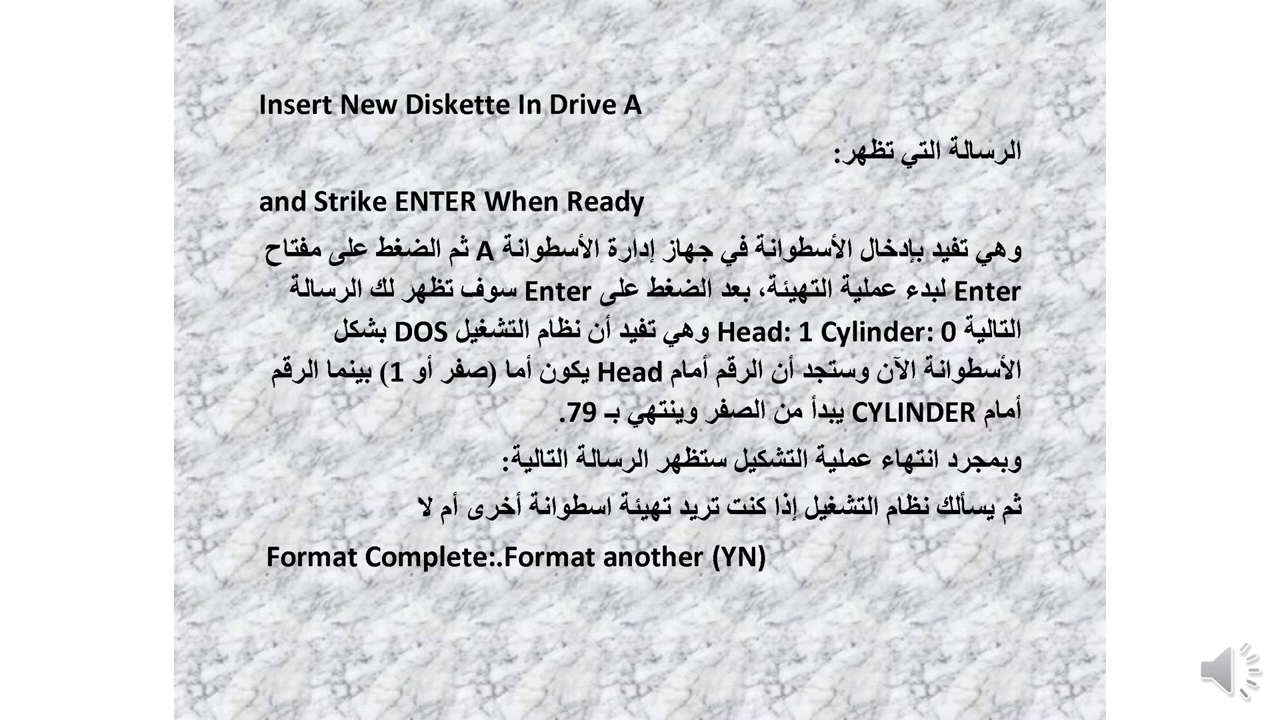 Insert New Diskette In Drive A
الرسالة التي تظهر:
and Strike ENTER When Ready
وهي تفيد بإدخال الأسطوانة في جهاز إدارة الأسطوانة A ثم الضغط على مفتاح
Enter لبدء عملية التهيئة، بعد الضغط على Enter سوف تظهر لك الرسالة
التالية Head: 1 Cylinder: 0 وهي تفيد أن نظام التشغيل DOS بشكل
الأسطوانة الآن وستجد أن الرقم أمام Head يكون أما (صفر أو 1) بينما الرقم
أمام CYLINDER يبدأ من الصفر وينتهي بـ 79.
وبمجرد انتهاء عملية التشكيل ستظهر الرسالة التالية:
ثم يسألك نظام التشغيل إذا كنت تريد تهيئة اسطوانة أخرى أم لا
Format Complete:.Format another (YN)